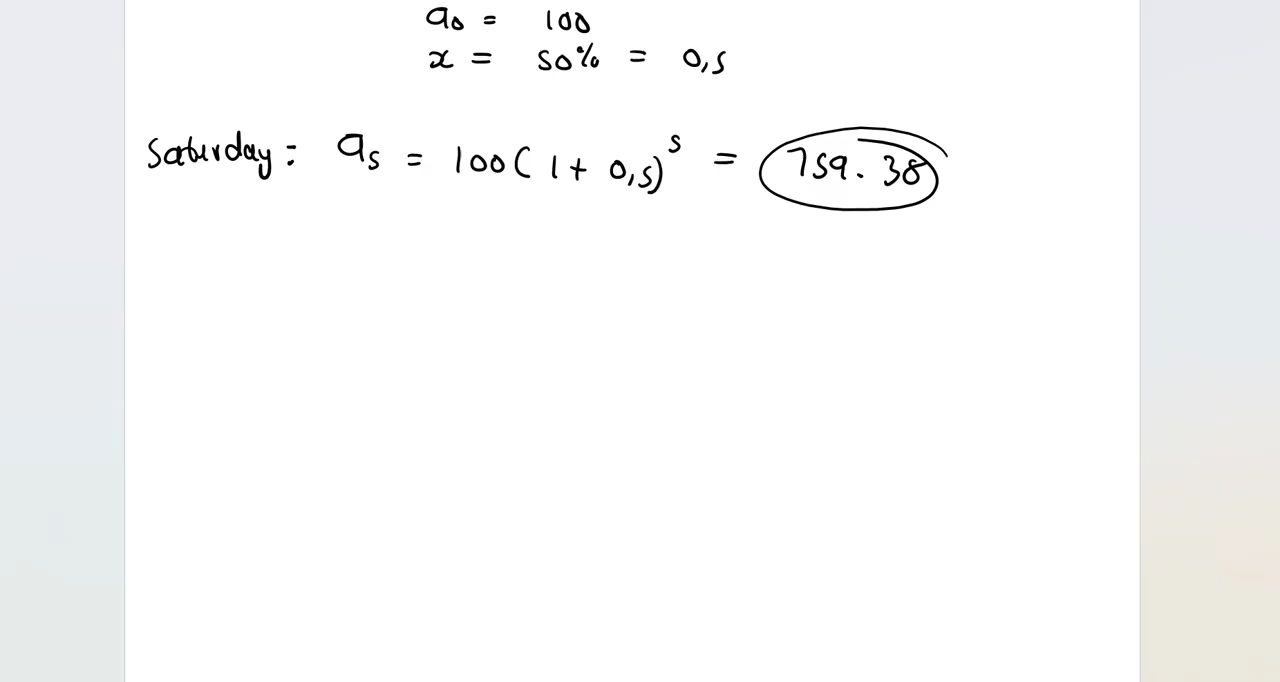 a₀ = 100
x = 50% = 0,5
Saturday: a₅ = 100(1+0,5)⁵ = 759.38